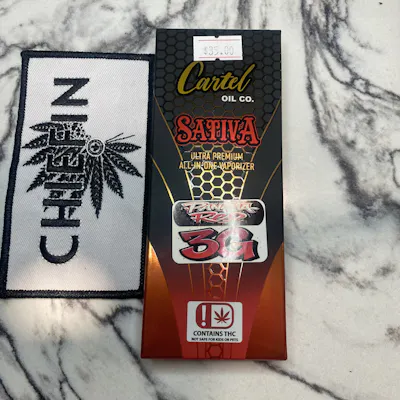 CHIEFIN
$35.00
Cartel
OIL CO.
SATIVA
ULTRA PREMIUM
ALL-IN-ONE VAPORIZER
3G
!
CONTAINS THC
NOT SAFE FOR KIDS OR PETS